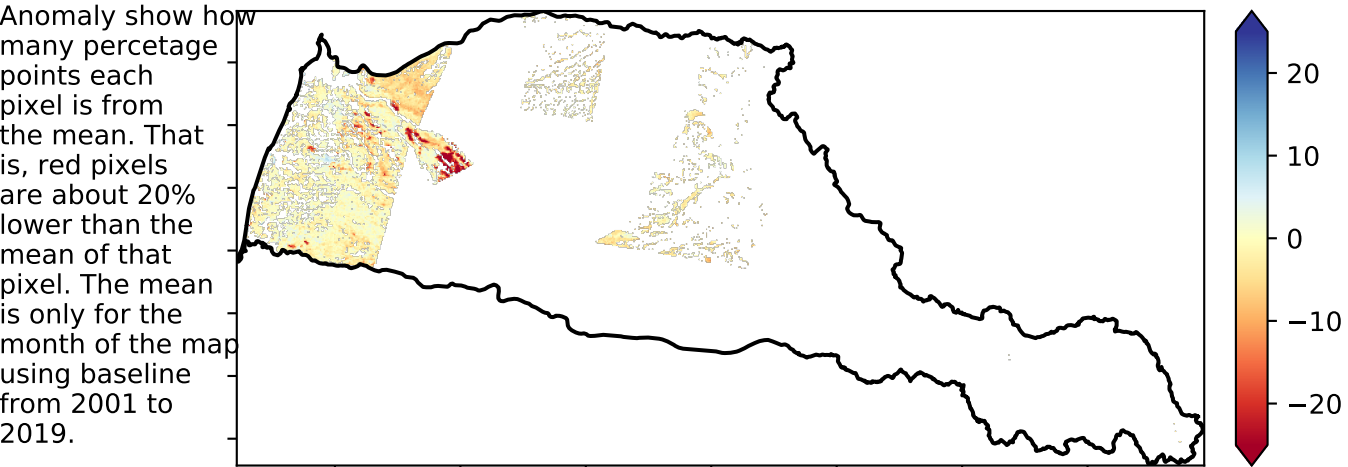 Anomaly show how
many percetage
points each
pixel is from
the mean. That
is, red pixels
are about 20%
lower than the
mean of that
pixel. The mean
is only for the
month of the map
using baseline
from 2001 to
2019.
20
10
0
−10
−20